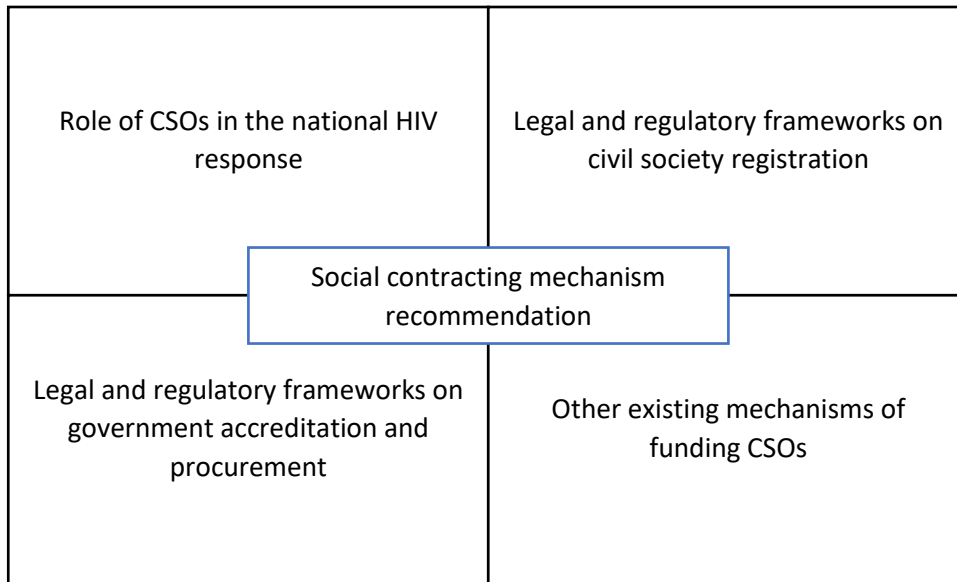 Role of CSOs in the national HIV
response
Legal and regulatory frameworks on
civil society registration
Social contracting mechanism
recommendation
Legal and regulatory frameworks on
government accreditation and
procurement
Other existing mechanisms of
funding CSOs